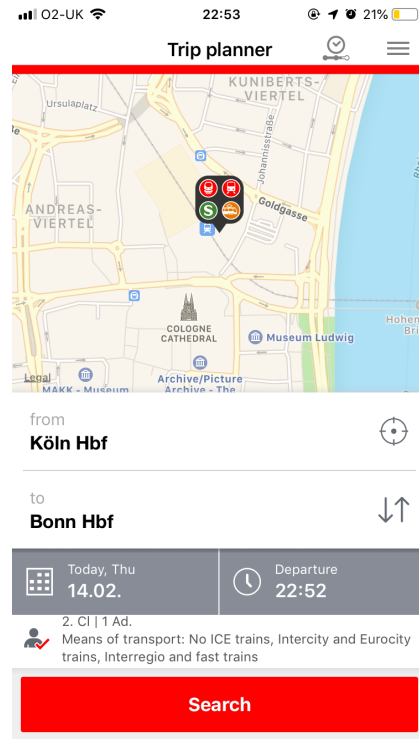 O2-UK
22:53
21%
Trip planner
KUNIBERTS-
VIERTEL
Ursulaplatz
Johannisstraße
Goldgasse
S
ANDREAS-
VIERTEL
COLOGNE
CATHEDRAL
Museum Ludwig
Hohen
Bri
Legal
MAKK - Museum
Archive/Picture
Archive - The
from
Köln Hbf
to
Bonn Hbf
Today, Thu
14.02.
Departure
22:52
2. Cl | 1 Ad.
Means of transport: No ICE trains, Intercity and Eurocity
trains, Interregio and fast trains
Search